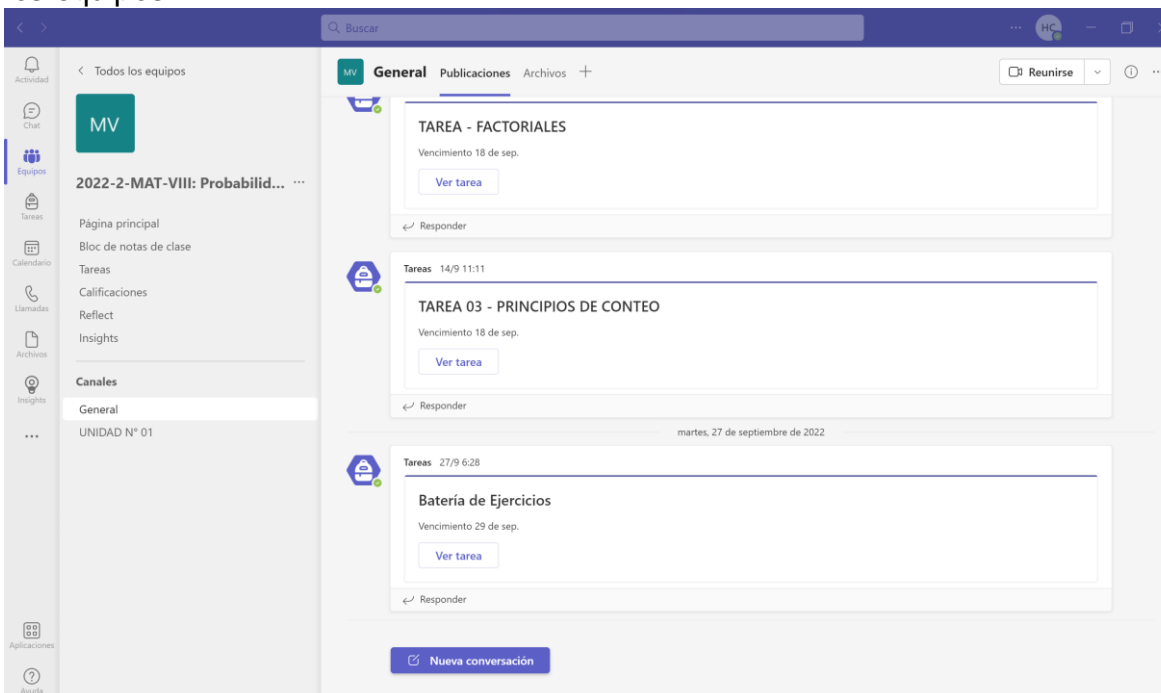 Buscar
HC
Actividad
Chat
Equipos
Tareas
Calendario
Llamadas
Archivos
Insights
Aplicaciones
Ayuda
Todos los equipos
MV
2022-2-MAT-VIII: Probabilid... ...
Página principal
Bloc de notas de clase
Tareas
Calificaciones
Reflect
Insights
Canales
General
UNIDAD N° 01
MV General Publicaciones Archivos
Reunirse
TAREA - FACTORIALES
Vencimiento 18 de sep.
Ver tarea
Responder
Tareas 14/9 11:11
TAREA 03 - PRINCIPIOS DE CONTEO
Vencimiento 18 de sep.
Ver tarea
Responder
martes, 27 de septiembre de 2022
Tareas 27/9 6:28
Batería de Ejercicios
Vencimiento 29 de sep.
Ver tarea
Responder
Nueva conversación